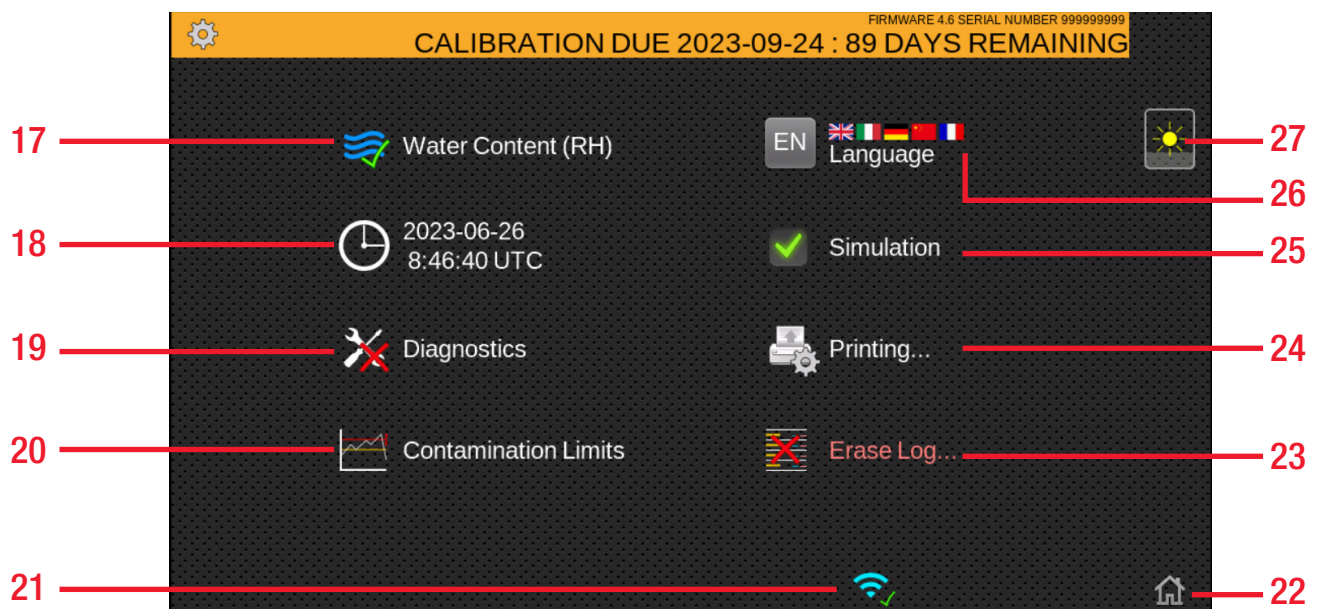 FIRMWARE 4.6 SERIAL NUMBER 999999999
CALIBRATION DUE 2023-09-24 : 89 DAYS REMAINING
17
Water Content (RH)
EN
Language
27
26
18
2023-06-26
8:46:40 UTC
Simulation
25
19
Diagnostics
Printing...
24
20
Contamination Limits
Erase Log...
23
21
22